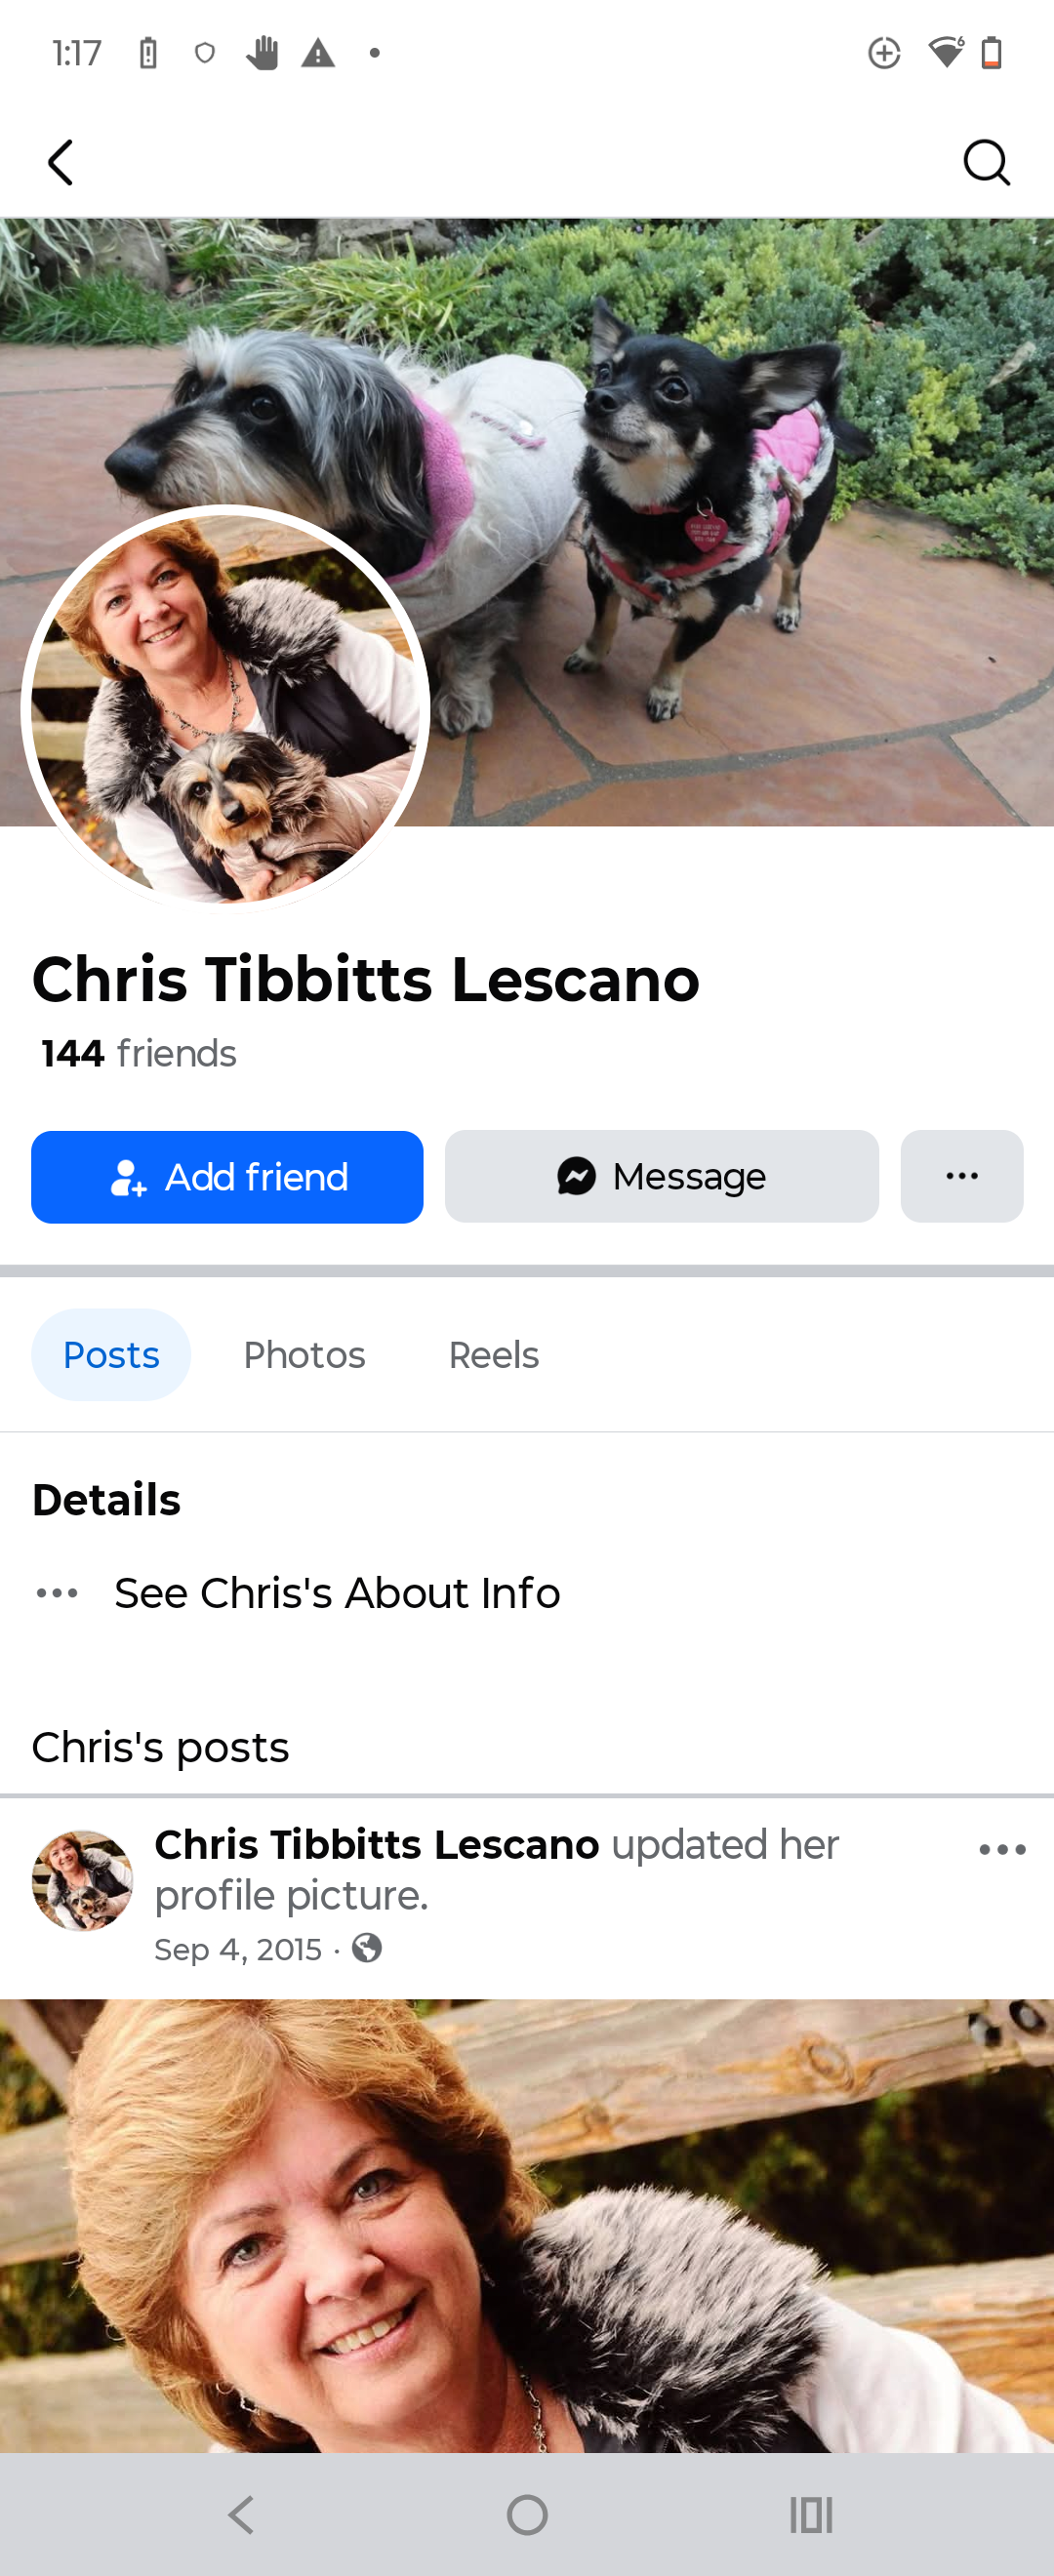 1:17
Chris Tibbitts Lescano
144 friends
Add friend
Message
Posts
Photos
Reels
Details
See Chris's About Info
Chris's posts
Chris Tibbitts Lescano updated her
profile picture.
Sep 4, 2015 ·